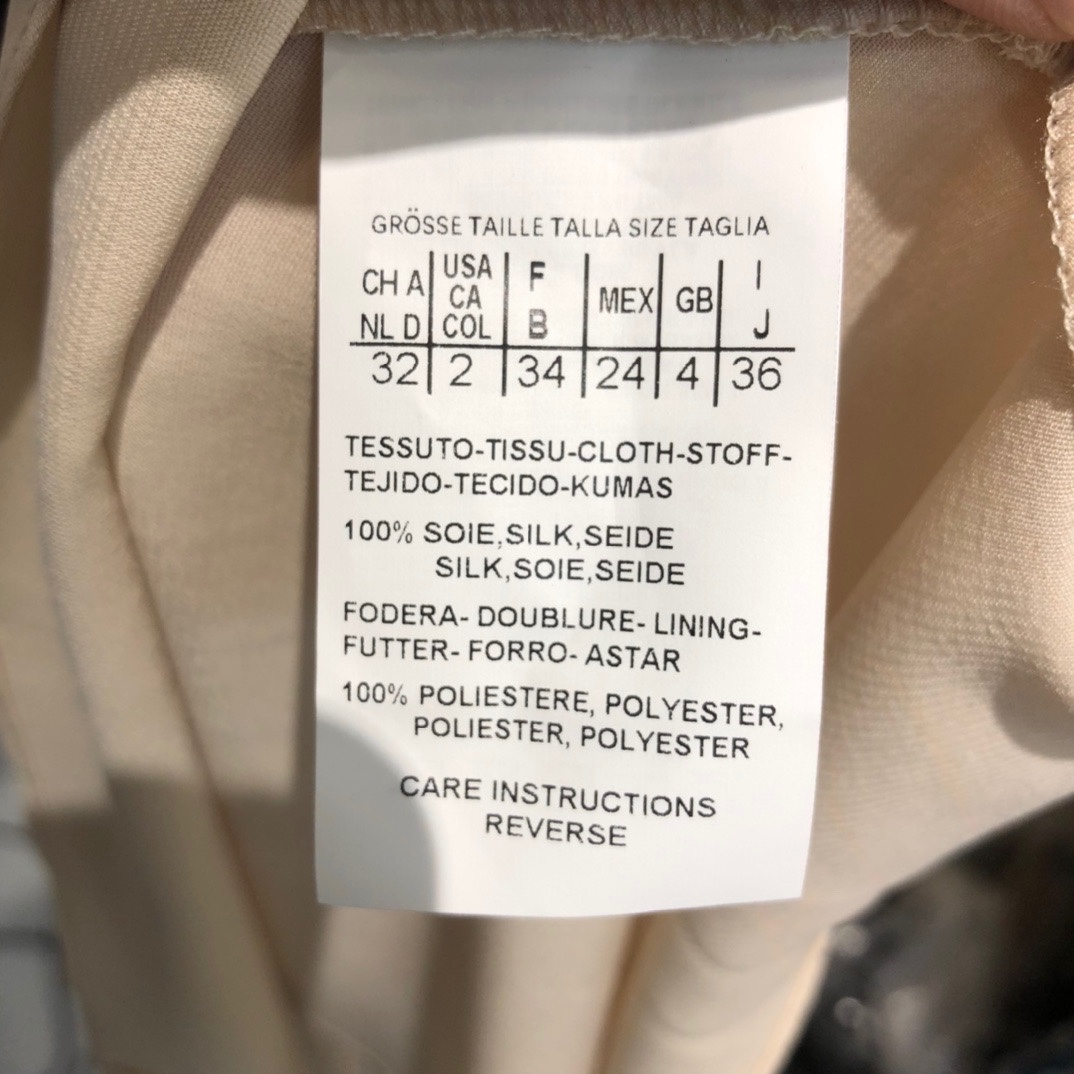 GRÖSSE TAILLE TALLA SIZE TAGLIA
CH A USA F MEX GB I
CA
NL D COL B J
32 2 34 24 4 36
TESSUTO-TISSU-CLOTH-STOFF-
TEJIDO-TECIDO-KUMAS
100% SOIE,SILK,SEIDE
SILK,SOIE,SEIDE
FODERA- DOUBLURE- LINING-
FUTTER- FORRO- ASTAR
100% POLIESTERE, POLYESTER,
POLIESTER, POLYESTER
CARE INSTRUCTIONS
REVERSE